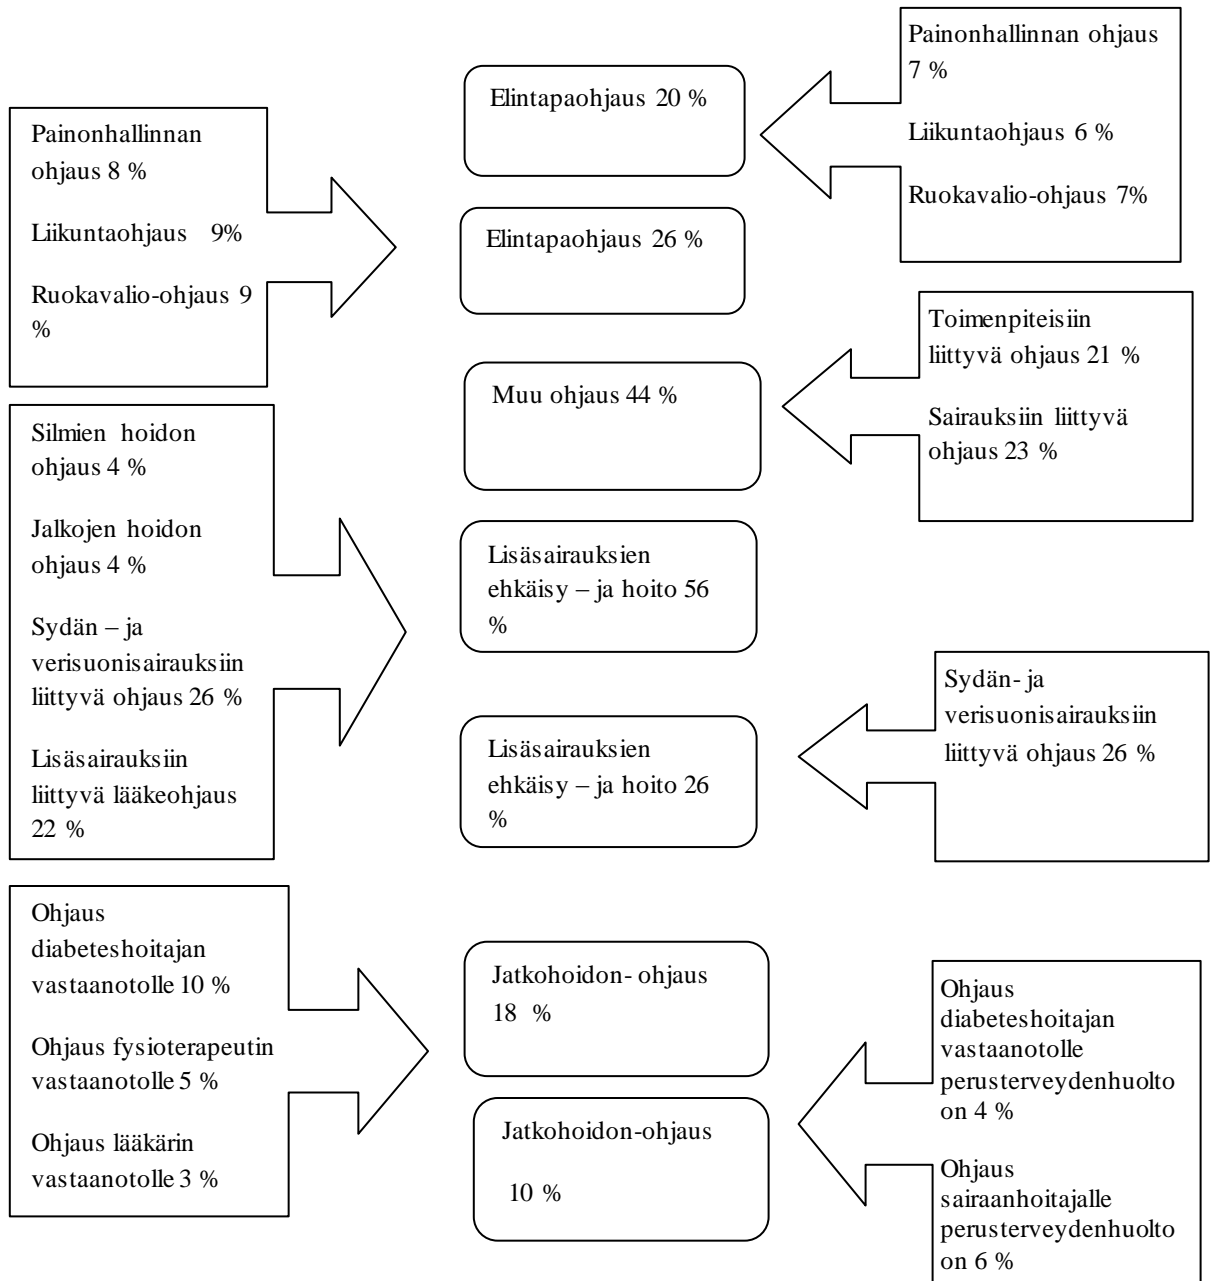 Painonhallinnan
ohjaus 8 %
Liikuntaohjaus 9%
Ruokavalio-ohjaus 9
%
Silmien hoidon
ohjaus 4 %
Jalkojen hoidon
ohjaus 4 %
Sydän – ja
verisuonisairauksiin
liittyvä ohjaus 26 %
Lisäsairauksiin
liittyvä lääkeohjaus
22 %
Ohjaus
diabeteshoitajan
vastaanotolle 10 %
Ohjaus fysioterapeutin
vastaanotolle 5 %
Ohjaus lääkärin
vastaanotolle 3 %
Elintapaohjaus 20 %
Elintapaohjaus 26 %
Muu ohjaus 44 %
Lisäsairauksien
ehkäisy – ja hoito 56
%
Lisäsairauksien
ehkäisy – ja hoito 26
%
Jatkohoidon- ohjaus
18 %
Jatkohoidon-ohjaus
10 %
Painonhallinnan ohjaus
7 %
Liikuntaohjaus 6 %
Ruokavalio-ohjaus 7%
Toimenpiteisiin
liittyvä ohjaus 21 %
Sairauksiin liittyvä
ohjaus 23 %
Sydän- ja
verisuonisairauksiin
liittyvä ohjaus 26 %
Ohjaus
diabeteshoitajan
vastaanotolle
perusterveydenhuolto
on 4 %
Ohjaus
sairaanhoitajalle
perusterveydenhuolto
on 6 %